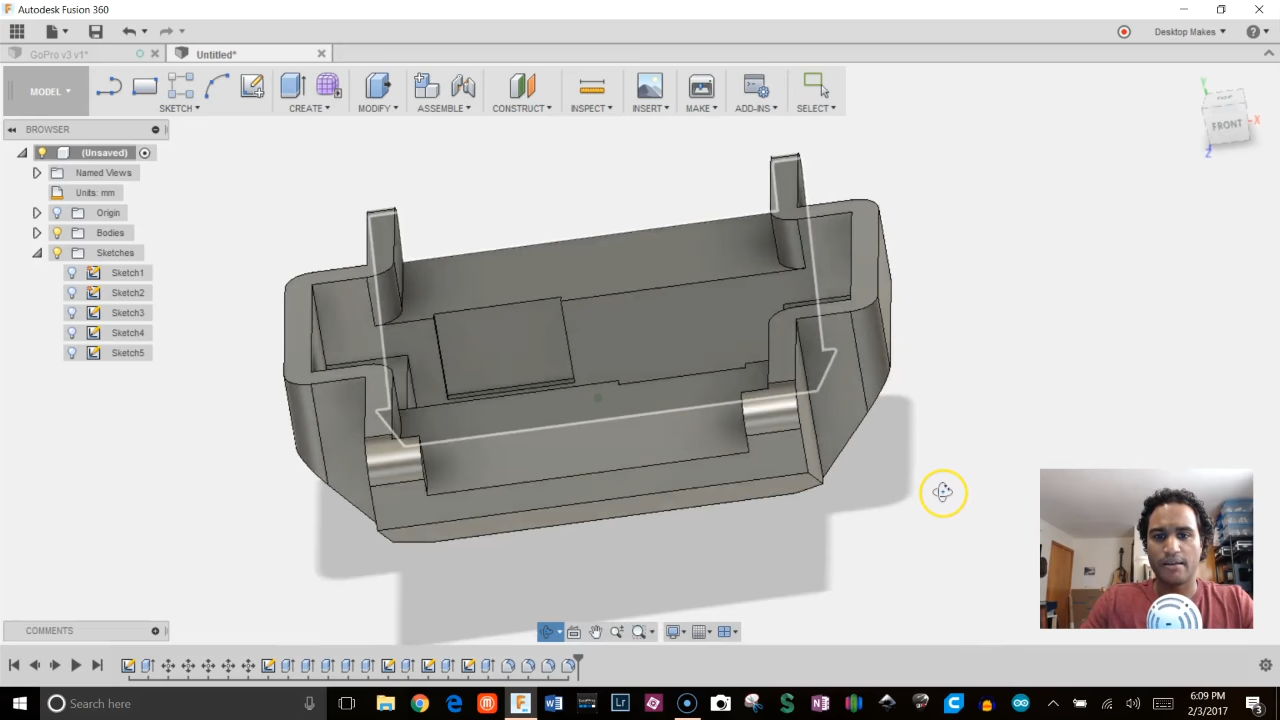 Autodesk Fusion 360
Desktop Makes
GoPro v3 v1*
Untitled*
MODEL
SKETCH
CREATE
MODIFY
ASSEMBLE
CONSTRUCT
INSPECT
INSERT
MAKE
ADD-INS
SELECT
BROWSER
(Unsaved)
Named Views
Units: mm
Origin
Bodies
Sketches
Sketch1
Sketch2
Sketch3
Sketch4
Sketch5
Y
TOP
FRONT
X
Z
COMMENTS
Search here
6:09 PM
2/3/2017